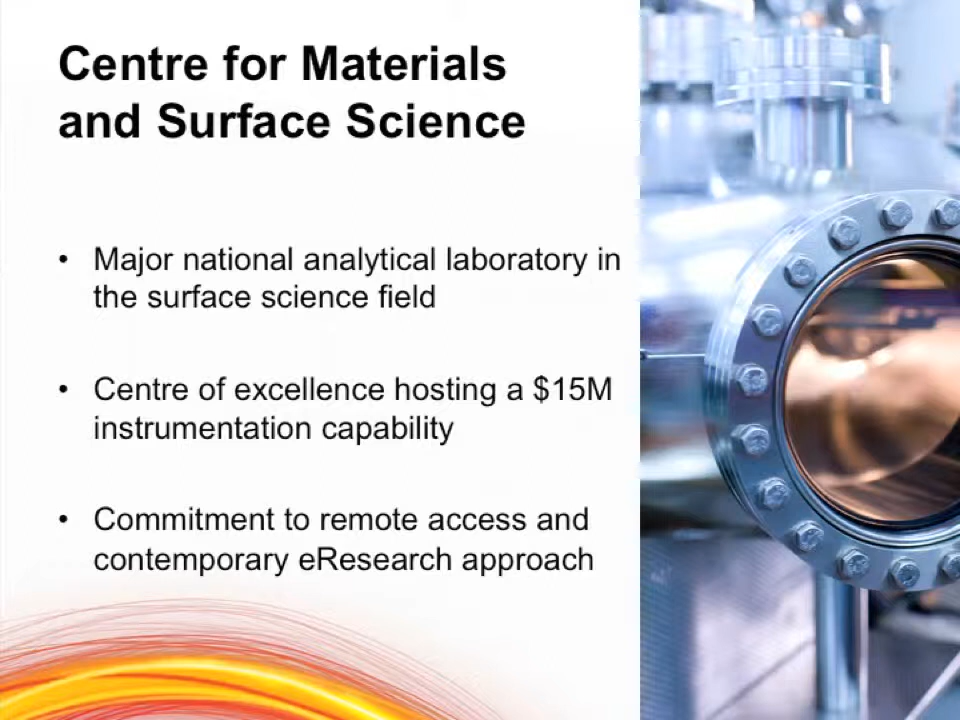 Centre for Materials
and Surface Science
• Major national analytical laboratory in
the surface science field
• Centre of excellence hosting a $15M
instrumentation capability
• Commitment to remote access and
contemporary eResearch approach